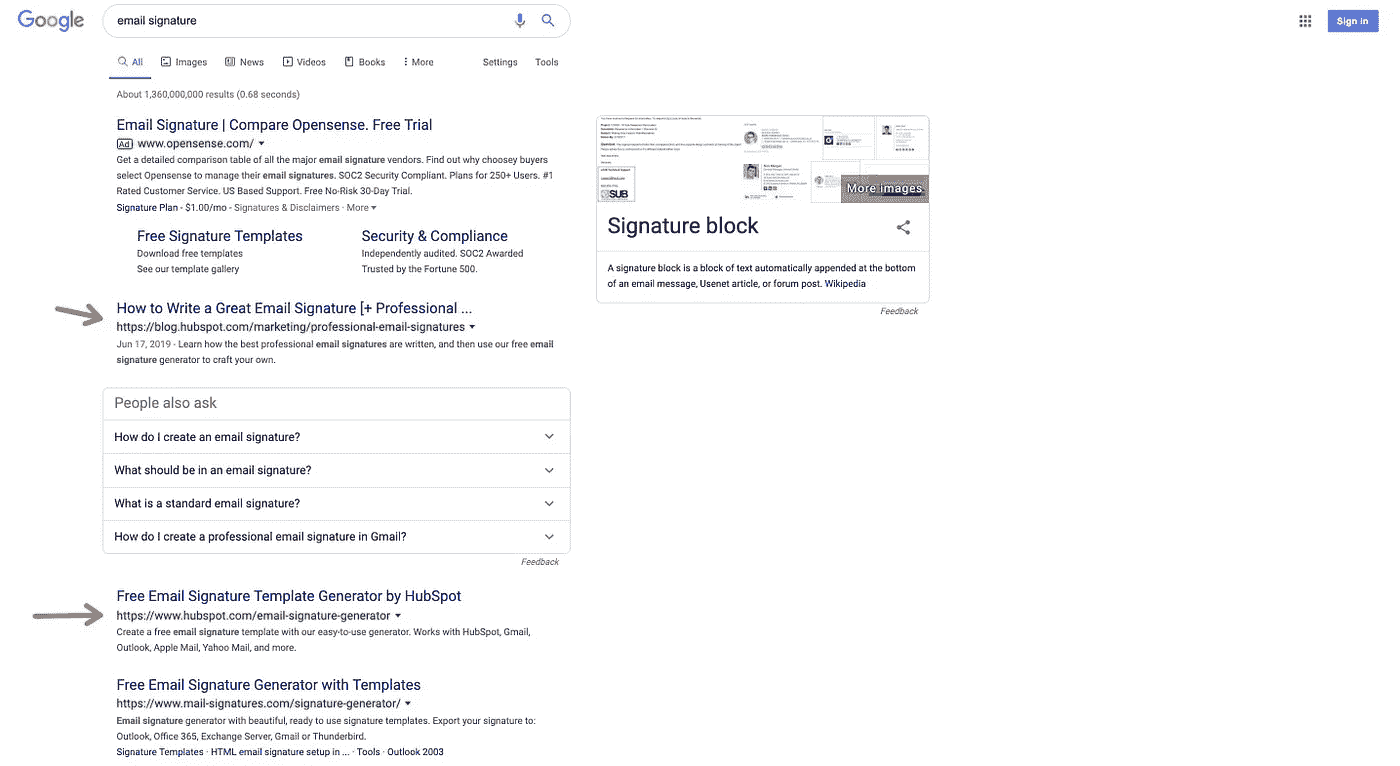 Google
email signature
Sign in
All Images News Videos Books More Settings Tools
About 1,360,000,000 results (0.68 seconds)
Email Signature | Compare Opensense. Free Trial
Ad www.opensense.com/
Get a detailed comparison table of all the major email signature vendors. Find out why choosey buyers
select Opensense to manage their email signatures. SOC2 Security Compliant. Plans for 250+ Users. #1
Rated Customer Service. US Based Support. Free No-Risk 30-Day Trial.
Signature Plan - $1.00/mo - Signatures & Disclaimers · More
Free Signature Templates
Download free templates
See our template gallery
Security & Compliance
Independently audited. SOC2 Awarded
Trusted by the Fortune 500.
How to Write a Great Email Signature [+ Professional ...
https://blog.hubspot.com/marketing/professional-email-signatures
Jun 17, 2019 - Learn how the best professional email signatures are written, and then use our free email
signature generator to craft your own.
People also ask
How do I create an email signature?
What should be in an email signature?
What is a standard email signature?
How do I create a professional email signature in Gmail?
Feedback
Free Email Signature Template Generator by HubSpot
https://www.hubspot.com/email-signature-generator
Create a free email signature template with our easy-to-use generator. Works with HubSpot, Gmail,
Outlook, Apple Mail, Yahoo Mail, and more.
Free Email Signature Generator with Templates
https://www.mail-signatures.com/signature-generator/
Email signature generator with beautiful, ready to use signature templates. Export your signature to:
Outlook, Office 365, Exchange Server, Gmail or Thunderbird.
Signature Templates · HTML email signature setup in ... · Tools · Outlook 2003
SUB
More images
Signature block
A signature block is a block of text automatically appended at the bottom
of an email message, Usenet article, or forum post. Wikipedia
Feedback